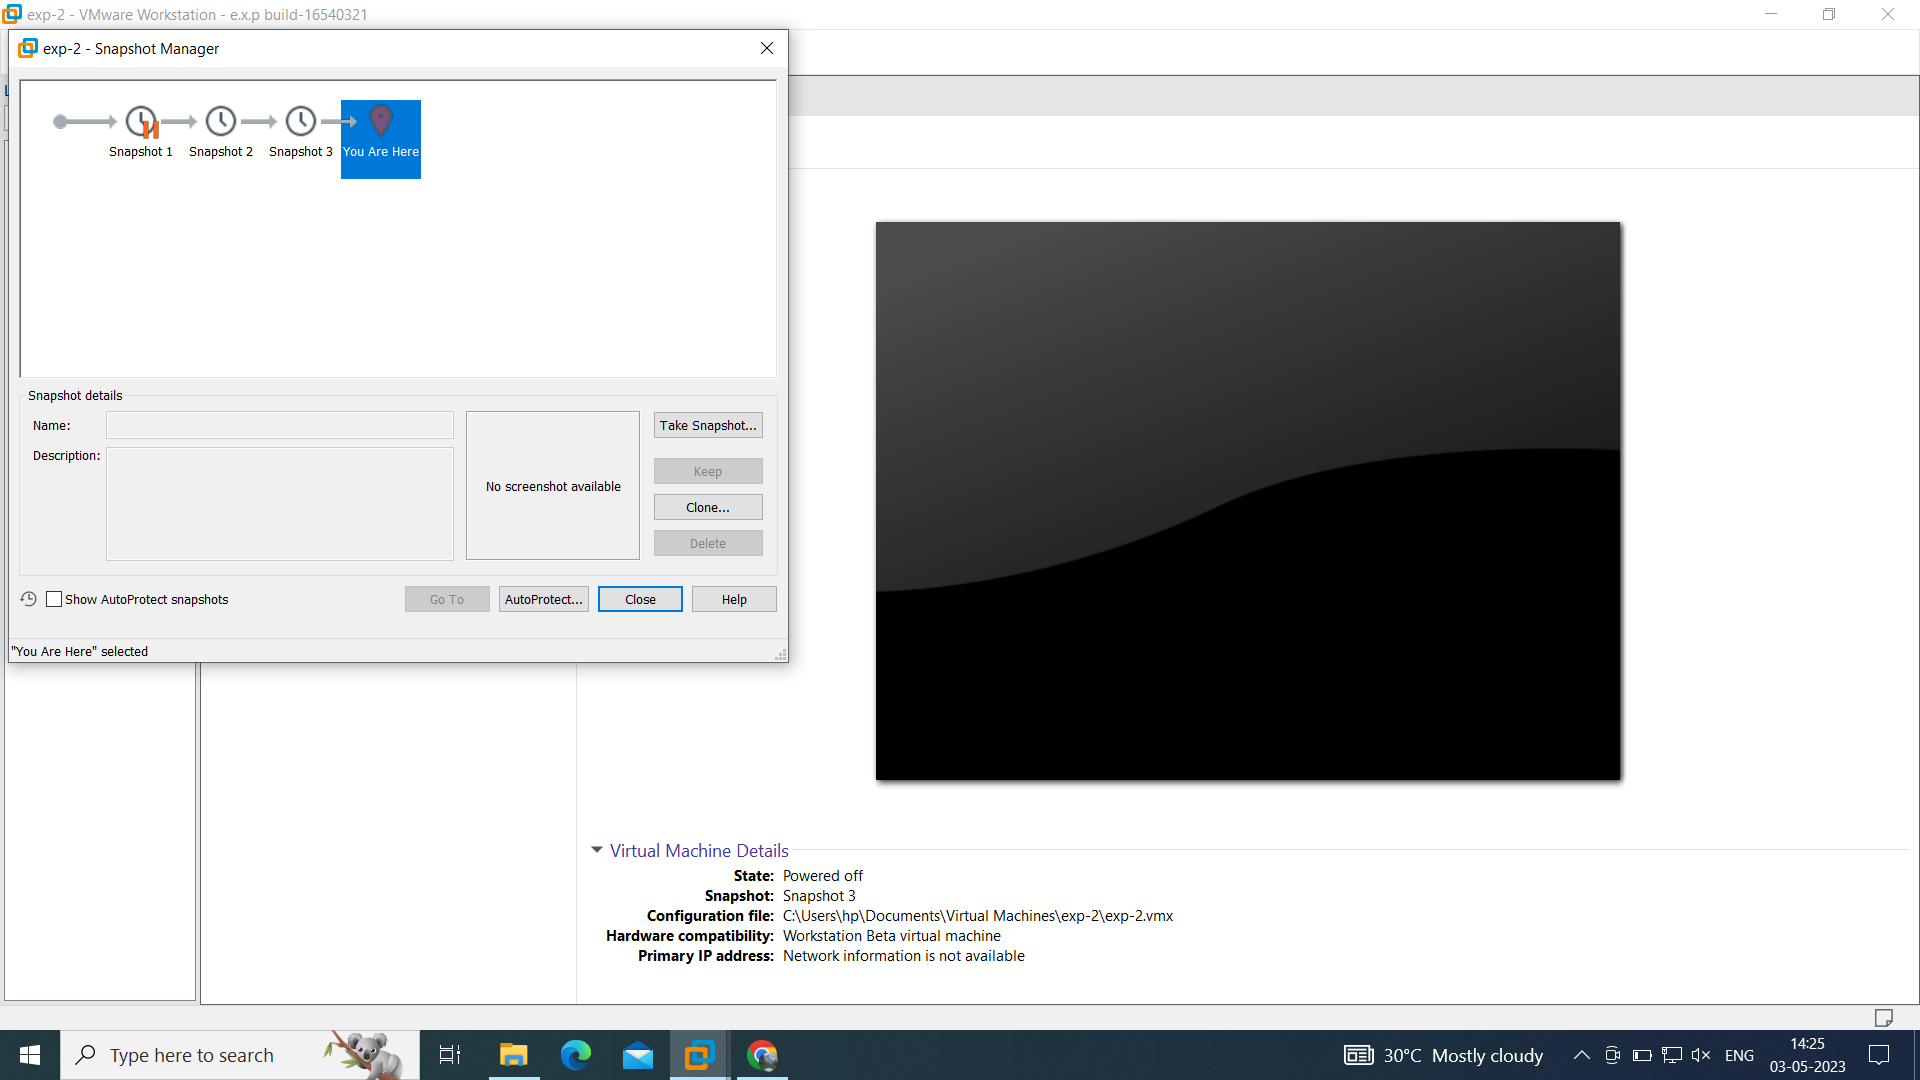 exp-2 - VMware Workstation - e.x.p build-16540321
exp-2 - Snapshot Manager
Snapshot 1
Snapshot 2
Snapshot 3
You Are Here
Snapshot details
Name:
Description:
No screenshot available
Take Snapshot...
Keep
Clone...
Delete
Show AutoProtect snapshots
Go To
AutoProtect...
Close
Help
"You Are Here" selected
Virtual Machine Details
State: Powered off
Snapshot: Snapshot 3
Configuration file: C:\Users\hp\Documents\Virtual Machines\exp-2\exp-2.vmx
Hardware compatibility: Workstation Beta virtual machine
Primary IP address: Network information is not available
Type here to search
30°C Mostly cloudy
ENG
14:25
03-05-2023